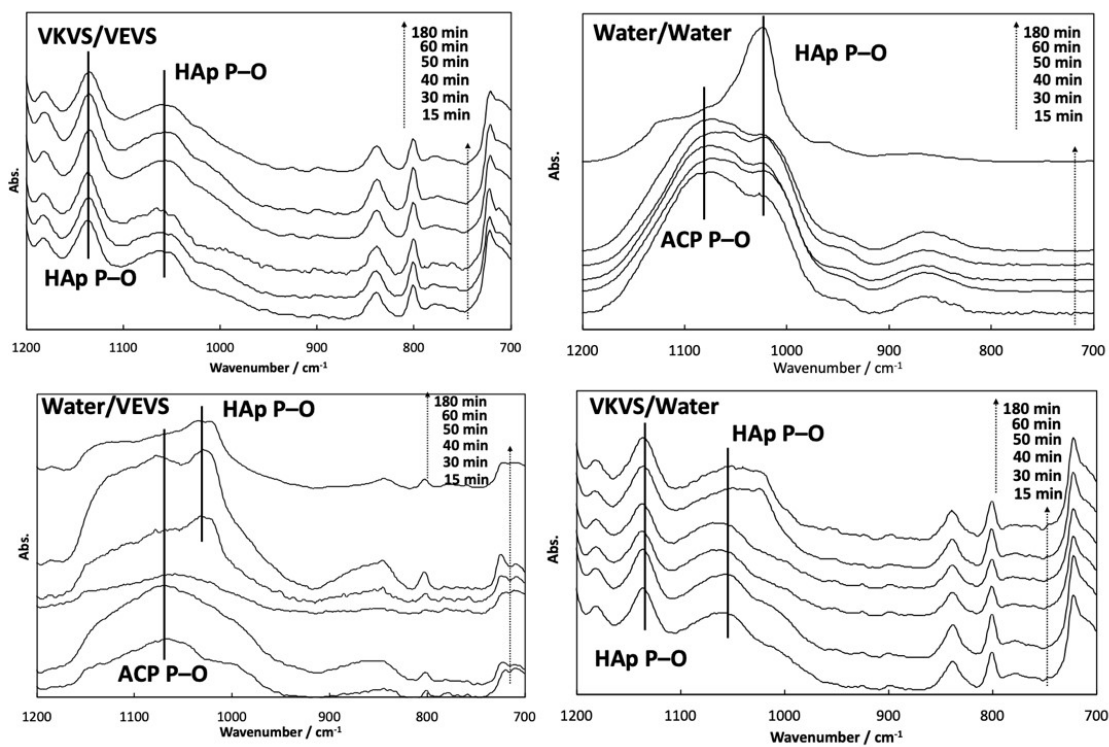 VKVS/VEVS
HAp P–O
180 min
60 min
50 min
40 min
30 min
15 min
HAp P–O
Abs.
1200
1100
1000
900
800
700
Wavenumber / cm-1
Water/Water
HAp P–O
180 min
60 min
50 min
40 min
30 min
15 min
ACP P–O
Abs.
1200
1100
1000
900
800
700
Wavenumber / cm-1
Water/VEVS
HAp P–O
180 min
60 min
50 min
40 min
30 min
15 min
ACP P–O
Abs.
1200
1100
1000
900
800
700
Wavenumber / cm-1
VKVS/Water
HAp P–O
180 min
60 min
50 min
40 min
30 min
15 min
HAp P–O
Abs.
1200
1100
1000
900
800
700
Wavenumber / cm-1